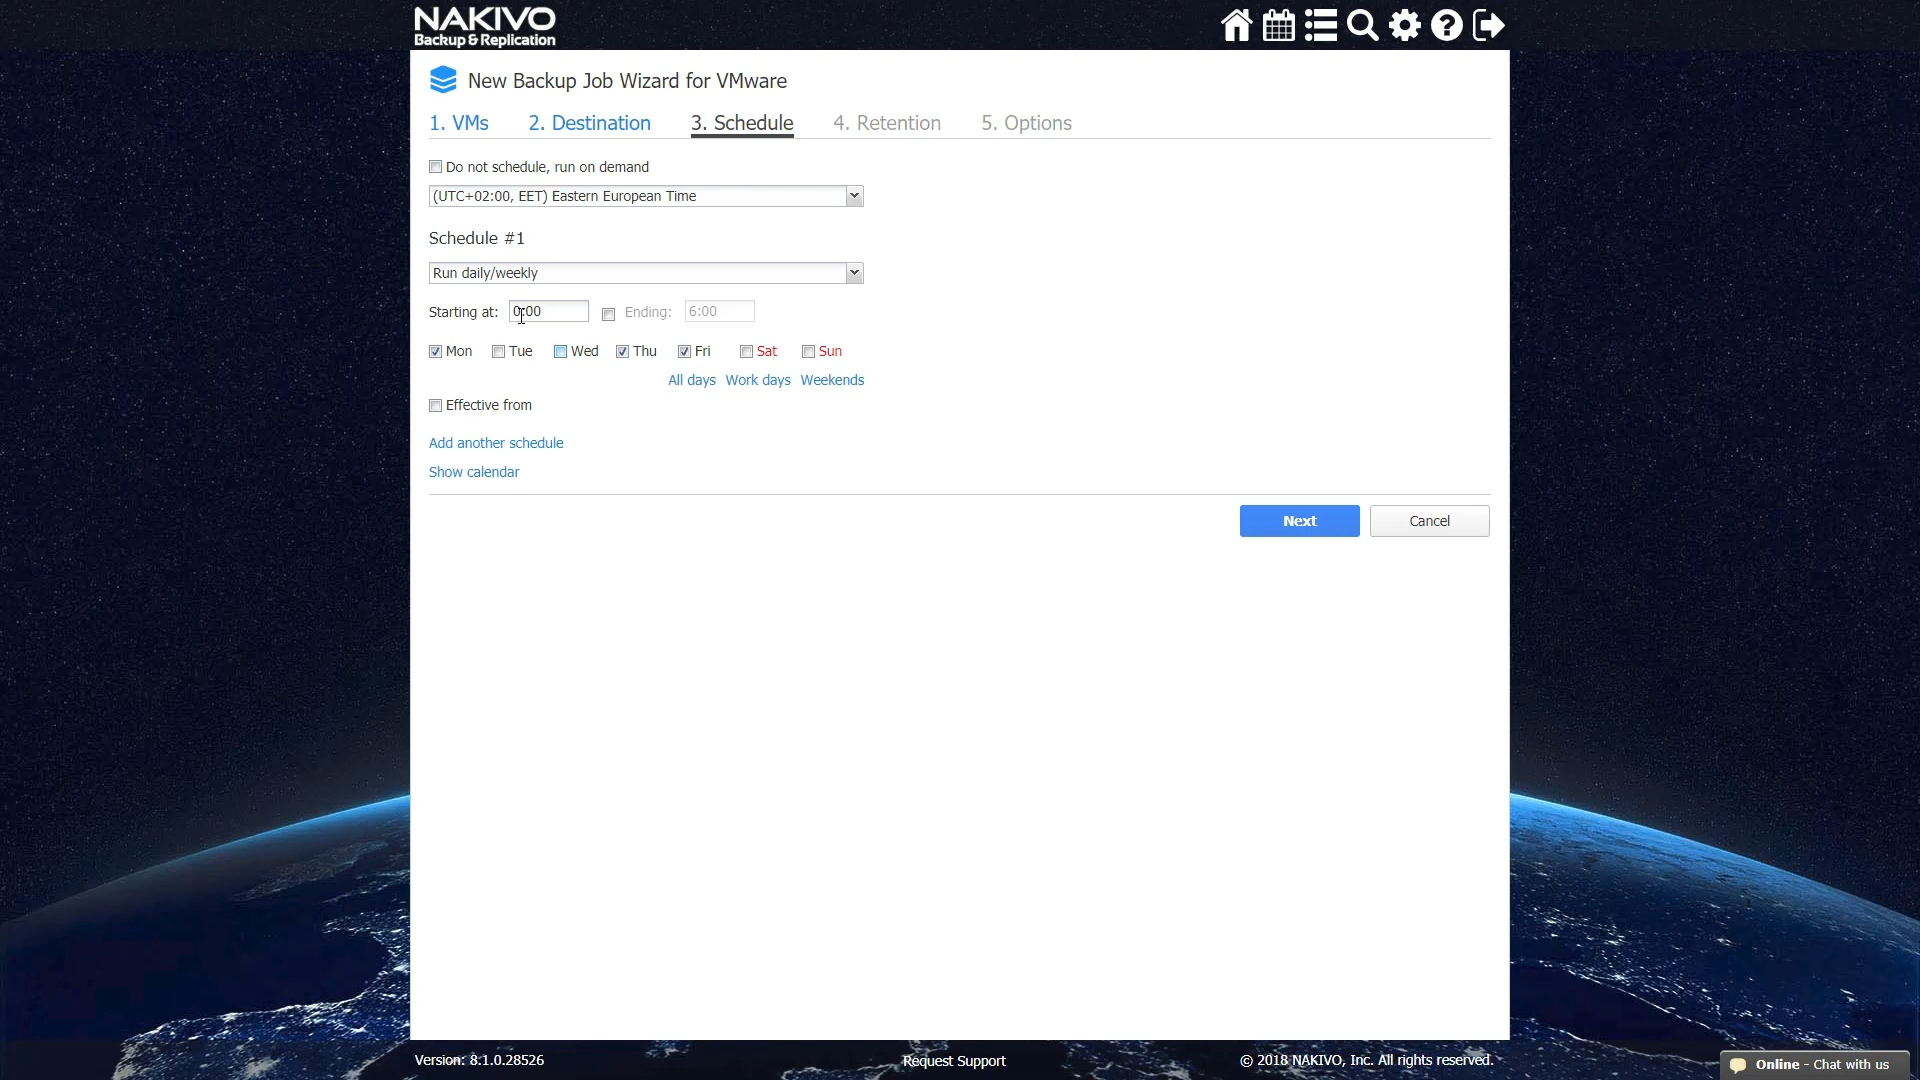 NAKIVO
Backup & Replication
New Backup Job Wizard for VMware
1. VMs 2. Destination 3. Schedule 4. Retention 5. Options
Do not schedule, run on demand
(UTC+02:00, EET) Eastern European Time
Schedule #1
Run daily/weekly
Starting at: 0:00 Ending: 6:00
Mon Tue Wed Thu Fri Sat Sun
All days Work days Weekends
Effective from
Add another schedule
Show calendar
Next Cancel
Version: 8.1.0.28526 Request Support © 2018 NAKIVO, Inc. All rights reserved.
Online - Chat with us